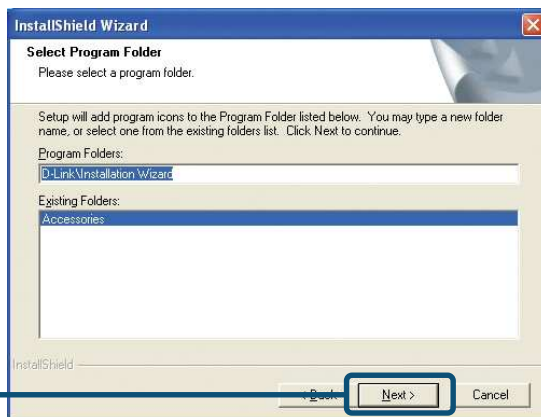 InstallShield Wizard
Select Program Folder
Please select a program folder.
Setup will add program icons to the Program Folder listed below. You may type a new folder
name, or select one from the existing folders list. Click Next to continue.
Program Folders:
D-Link\Installation Wizard
Existing Folders:
Accessories
InstallShield
< Back
Next >
Cancel